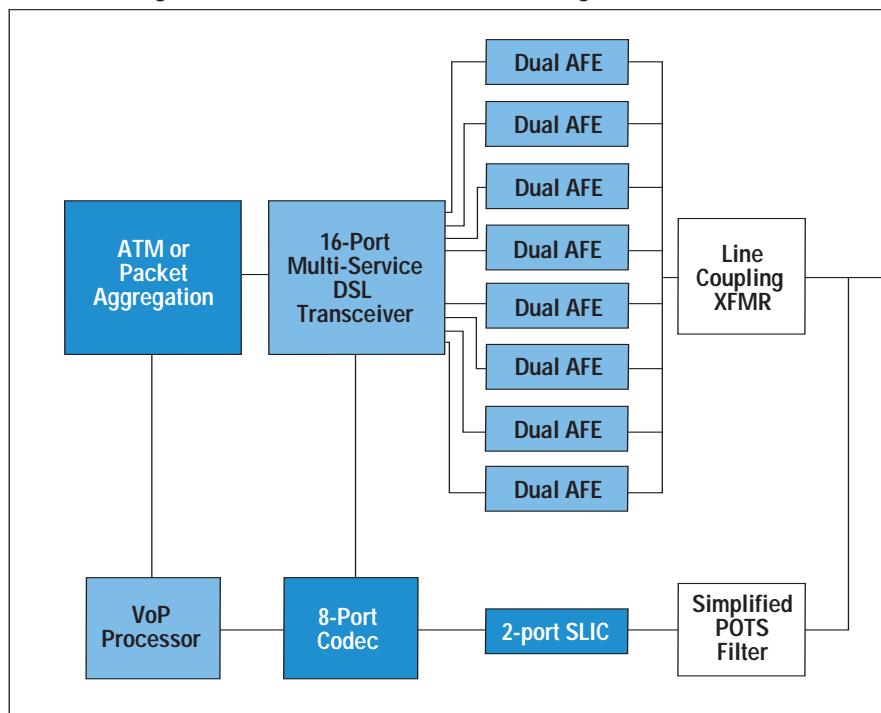 Dual AFE
Dual AFE
Dual AFE
Dual AFE
Dual AFE
Dual AFE
Dual AFE
Dual AFE
ATM or
Packet
Aggregation
16-Port
Multi-Service
DSL
Transceiver
Line
Coupling
XFMR
VoP
Processor
8-Port
Codec
2-port SLIC
Simplified
POTS
Filter